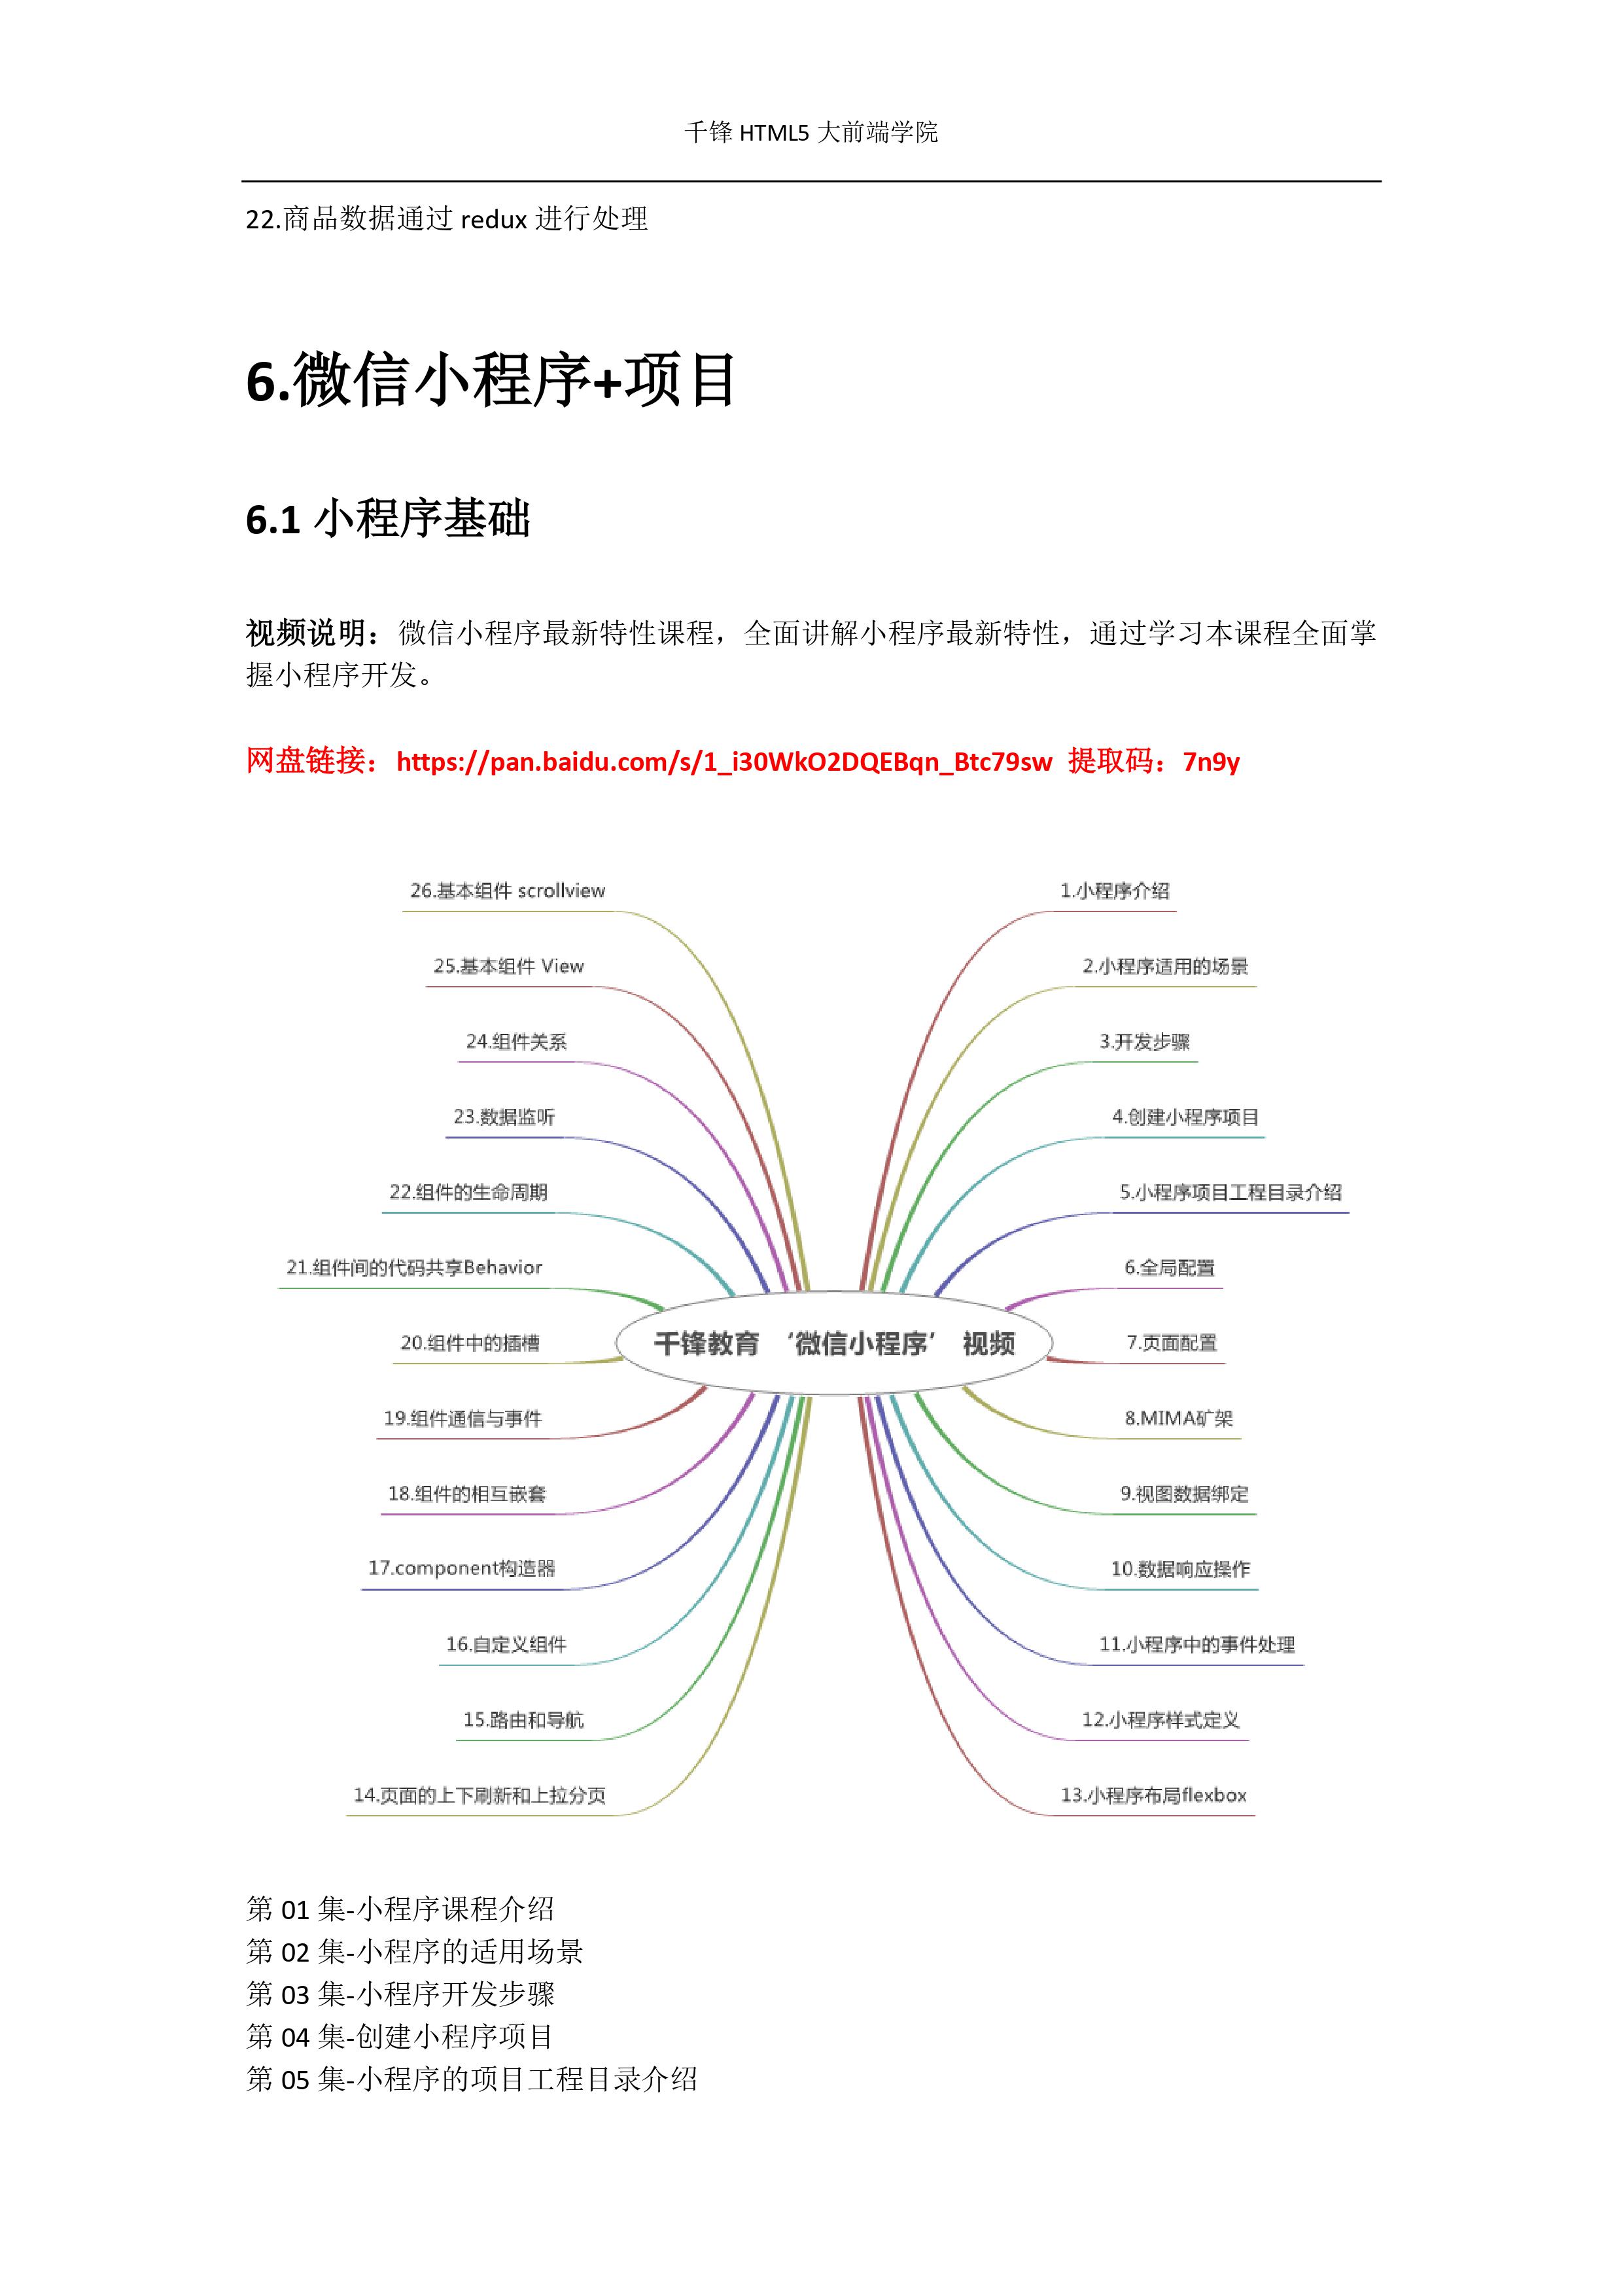 千锋 HTML5 大前端学院
22.商品数据通过 redux 进行处理
6.微信小程序+项目
6.1 小程序基础
视频说明：微信小程序最新特性课程，全面讲解小程序最新特性，通过学习本课程全面掌
握小程序开发。
网盘链接：https://pan.baidu.com/s/1_i30WkO2DQEBqn_Btc79sw 提取码：7n9y
26.基本组件 scrollview
25.基本组件 View
24.组件关系
23.数据监听
22.组件的生命周期
21.组件间的代码共享Behavior
20.组件中的插槽
19.组件通信与事件
18.组件的相互嵌套
17.component构造器
16.自定义组件
15.路由和导航
14.页面的上下刷新和上拉分页
千锋教育 ‘微信小程序’ 视频
1.小程序介绍
2.小程序适用的场景
3.开发步骤
4.创建小程序项目
5.小程序项目工程目录介绍
6.全局配置
7.页面配置
8.MIMA矿架
9.视图数据绑定
10.数据响应操作
11.小程序中的事件处理
12.小程序样式定义
13.小程序布局flexbox
第 01 集-小程序课程介绍
第 02 集-小程序的适用场景
第 03 集-小程序开发步骤
第 04 集-创建小程序项目
第 05 集-小程序的项目工程目录介绍